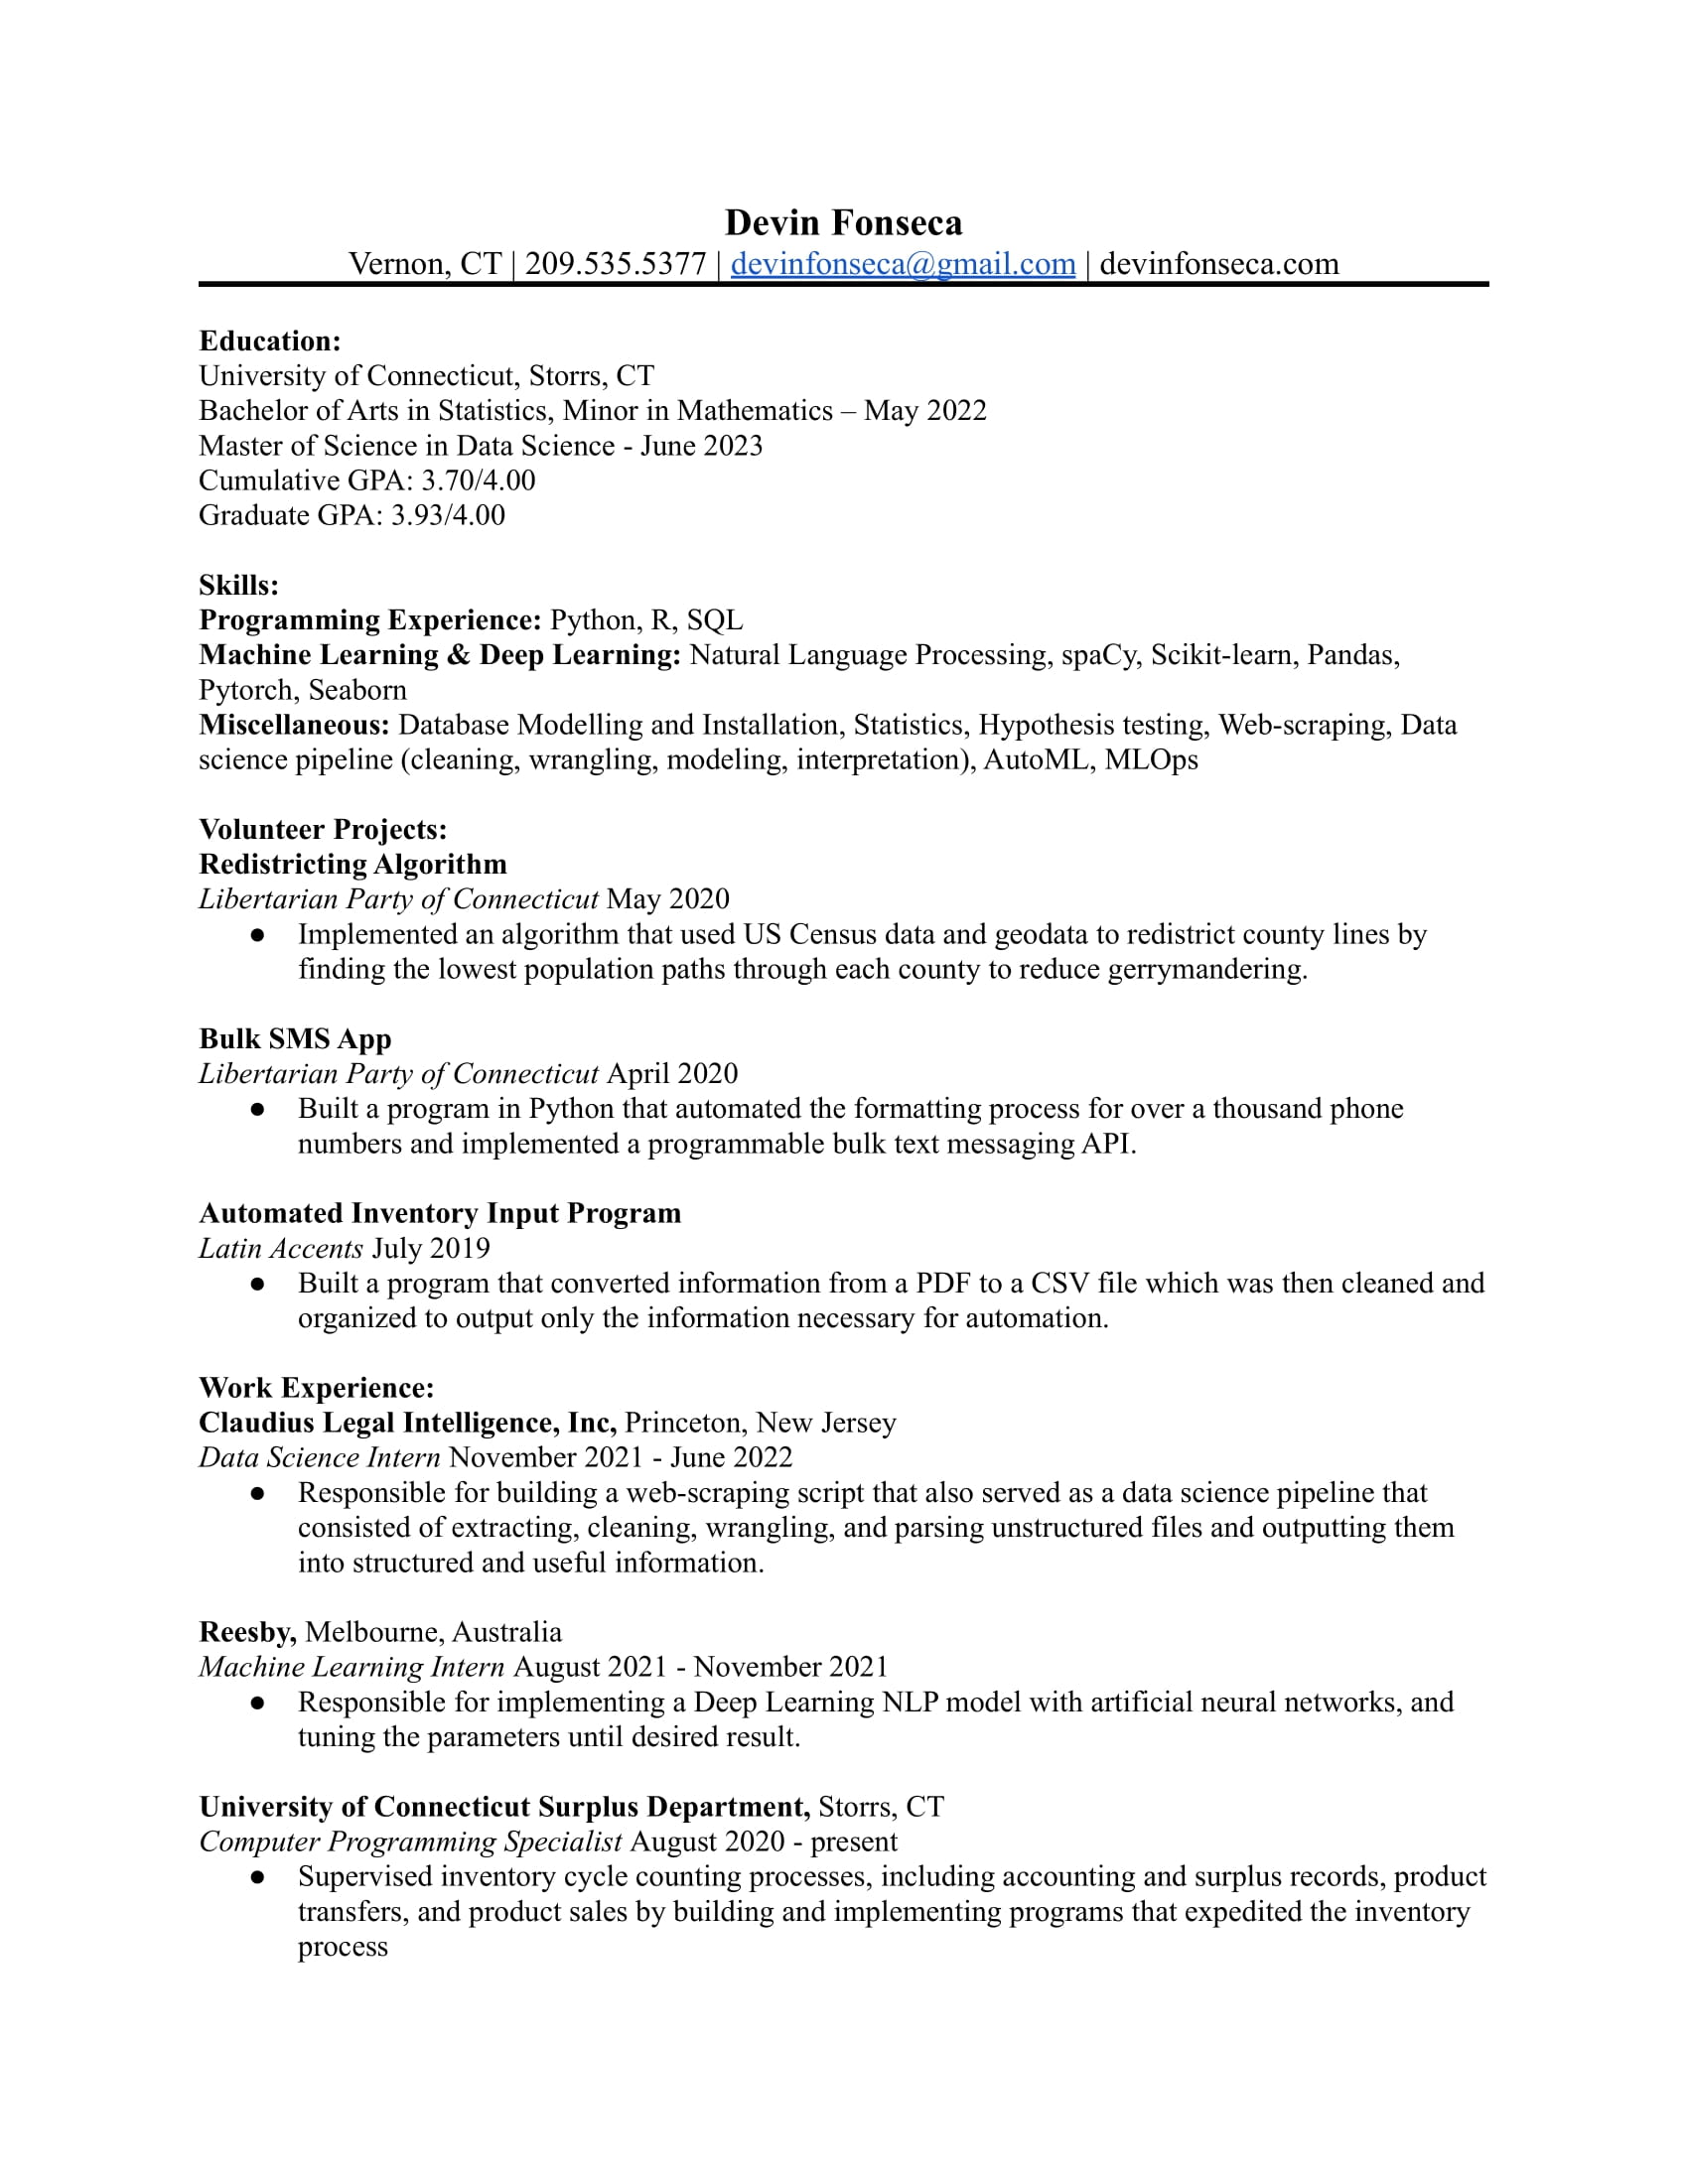 Devin Fonseca
Vernon, CT | 209.535.5377 | devinfonseca@gmail.com | devinfonseca.com
Education:
University of Connecticut, Storrs, CT
Bachelor of Arts in Statistics, Minor in Mathematics – May 2022
Master of Science in Data Science - June 2023
Cumulative GPA: 3.70/4.00
Graduate GPA: 3.93/4.00
Skills:
Programming Experience: Python, R, SQL
Machine Learning & Deep Learning: Natural Language Processing, spaCy, Scikit-learn, Pandas,
Pytorch, Seaborn
Miscellaneous: Database Modelling and Installation, Statistics, Hypothesis testing, Web-scraping, Data
science pipeline (cleaning, wrangling, modeling, interpretation), AutoML, MLOps
Volunteer Projects:
Redistricting Algorithm
Libertarian Party of Connecticut May 2020
● Implemented an algorithm that used US Census data and geodata to redistrict county lines by
finding the lowest population paths through each county to reduce gerrymandering.
Bulk SMS App
Libertarian Party of Connecticut April 2020
● Built a program in Python that automated the formatting process for over a thousand phone
numbers and implemented a programmable bulk text messaging API.
Automated Inventory Input Program
Latin Accents July 2019
● Built a program that converted information from a PDF to a CSV file which was then cleaned and
organized to output only the information necessary for automation.
Work Experience:
Claudius Legal Intelligence, Inc, Princeton, New Jersey
Data Science Intern November 2021 - June 2022
● Responsible for building a web-scraping script that also served as a data science pipeline that
consisted of extracting, cleaning, wrangling, and parsing unstructured files and outputting them
into structured and useful information.
Reesby, Melbourne, Australia
Machine Learning Intern August 2021 - November 2021
● Responsible for implementing a Deep Learning NLP model with artificial neural networks, and
tuning the parameters until desired result.
University of Connecticut Surplus Department, Storrs, CT
Computer Programming Specialist August 2020 - present
● Supervised inventory cycle counting processes, including accounting and surplus records, product
transfers, and product sales by building and implementing programs that expedited the inventory
process